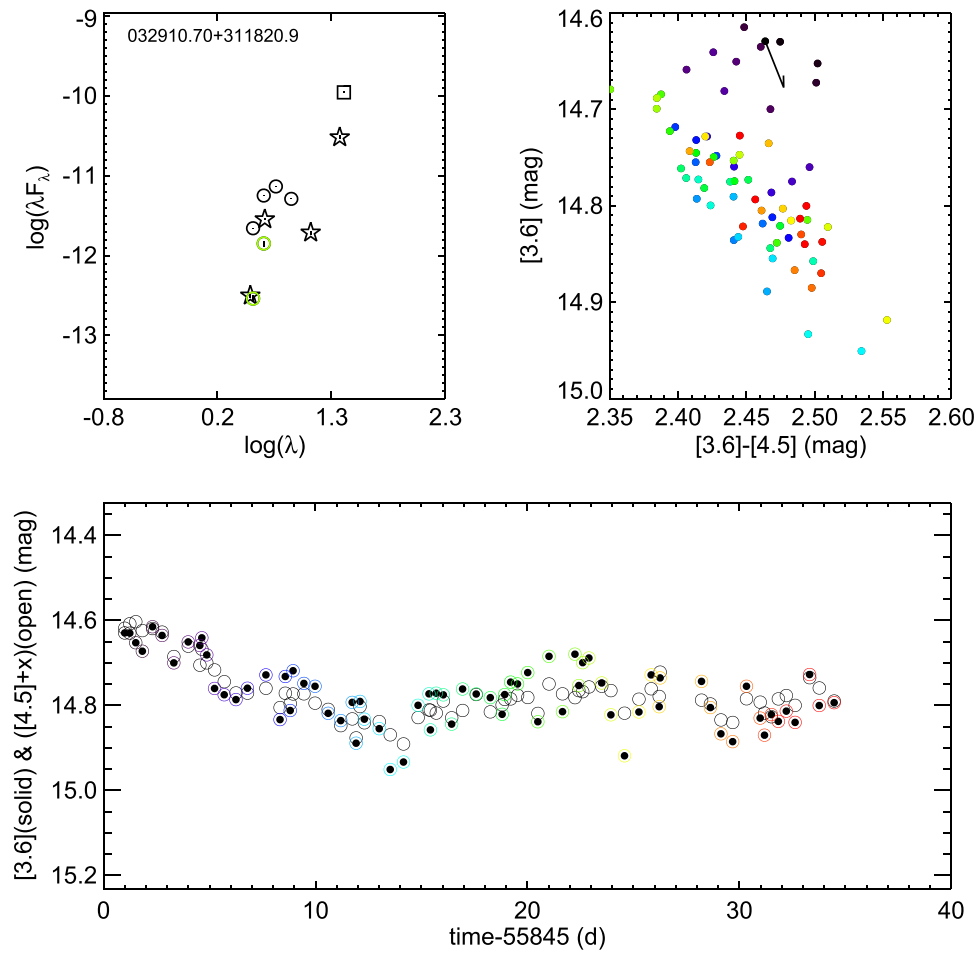 -9
-10
-11
-12
-13
log(λFλ)
032910.70+311820.9
-0.8 0.2 1.3 2.3
log(λ)
14.6
14.7
14.8
14.9
15.0
[3.6] (mag)
2.35 2.40 2.45 2.50 2.55 2.60
[3.6]-[4.5] (mag)
14.4
14.6
14.8
15.0
15.2
[3.6](solid) & ([4.5]+x)(open) (mag)
0 10 20 30 40
time-55845 (d)